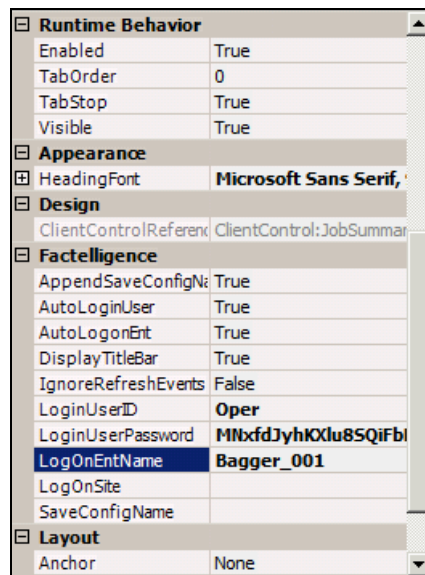 Runtime Behavior
Enabled True
TabOrder 0
TabStop True
Visible True
Appearance
HeadingFont Microsoft Sans Serif,
Design
ClientControlReferenc ClientControl:JobSummar
Factelligence
AppendSaveConfigNa True
AutoLoginUser True
AutoLogonEnt True
DisplayTitleBar True
IgnoreRefreshEvents False
LoginUserID Oper
LoginUserPassword MNxfdJyhKXlu8SQiFb
LogOnEntName Bagger_001
LogOnSite
SaveConfigName
Layout
Anchor None